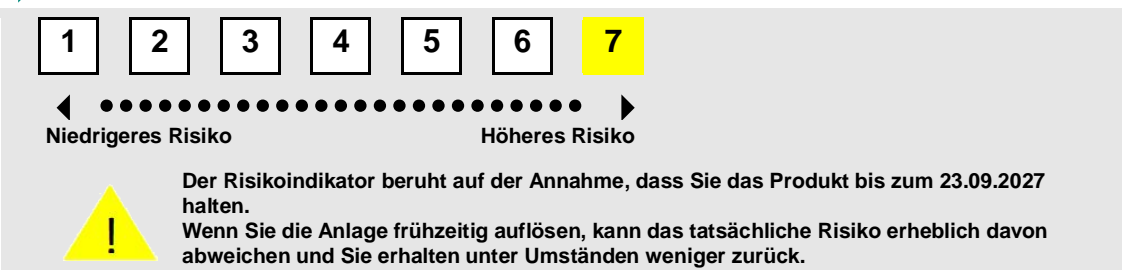 1 2 3 4 5 6 7
Niedrigeres Risiko Höheres Risiko
! Der Risikoindikator beruht auf der Annahme, dass Sie das Produkt bis zum 23.09.2027
halten.
Wenn Sie die Anlage frühzeitig auflösen, kann das tatsächliche Risiko erheblich davon
abweichen und Sie erhalten unter Umständen weniger zurück.